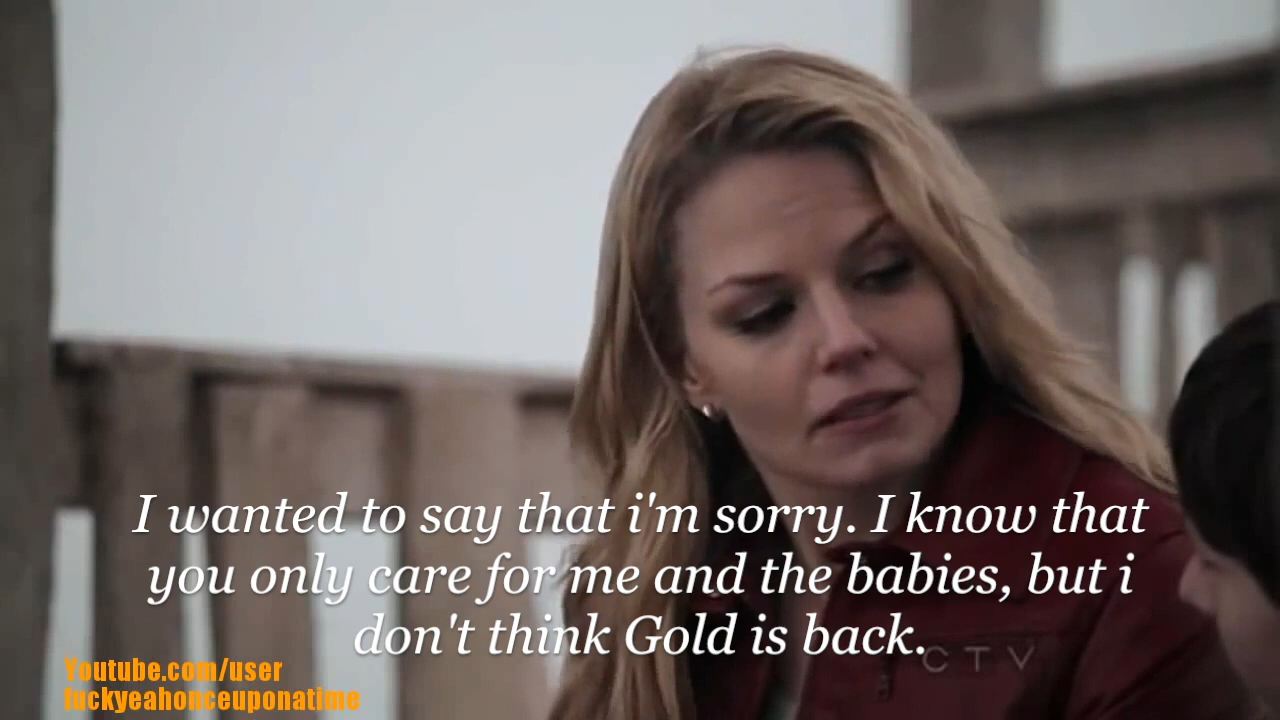 I wanted to say that i'm sorry. I know that
you only care for me and the babies, but i
don't think Gold is back.
CTV
Youtube.com/user
fuckyeahonceuponatime